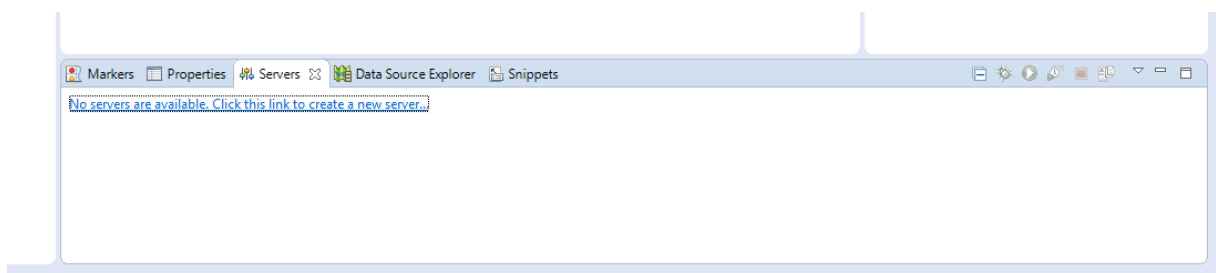 Markers Properties Servers Data Source Explorer Snippets
No servers are available. Click this link to create a new server...